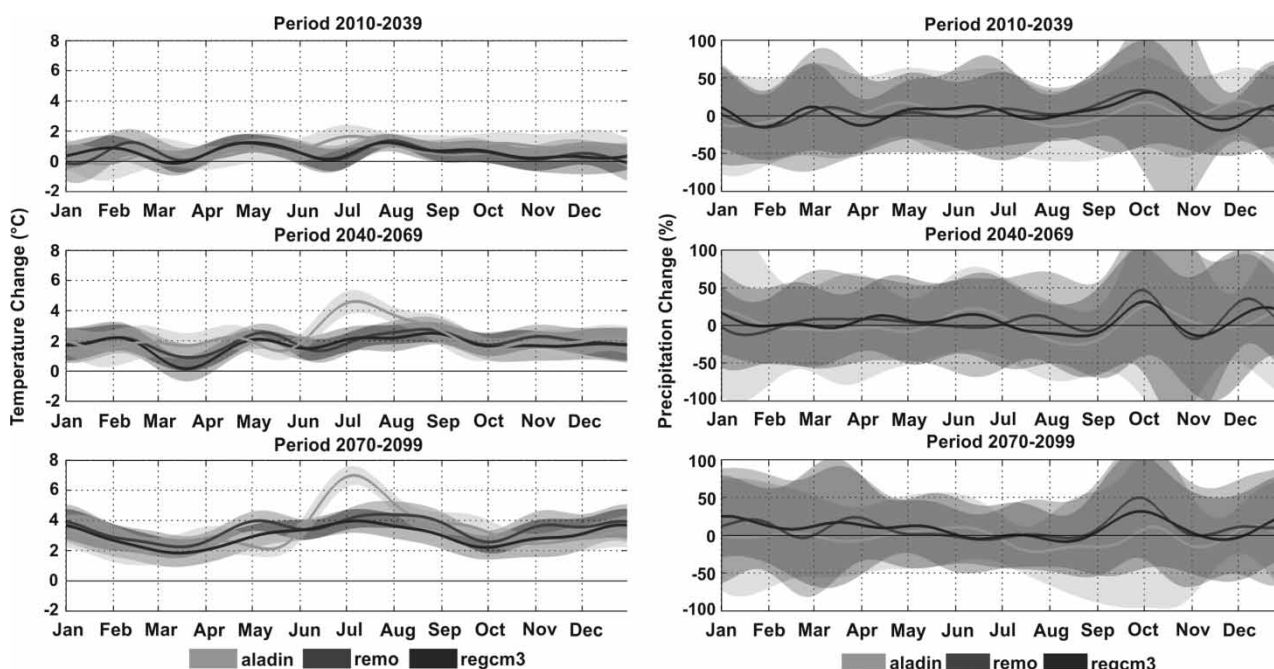 Period 2010-2039
8
6
4
2
0
-2
Jan Feb Mar Apr May Jun Jul Aug Sep Oct Nov Dec
Period 2040-2069
8
6
4
2
0
-2
Jan Feb Mar Apr May Jun Jul Aug Sep Oct Nov Dec
Period 2070-2099
8
6
4
2
0
-2
Jan Feb Mar Apr May Jun Jul Aug Sep Oct Nov Dec
Temperature Change (°C)
aladin remo regcm3
Period 2010-2039
100
50
0
-50
-100
Jan Feb Mar Apr May Jun Jul Aug Sep Oct Nov Dec
Period 2040-2069
100
50
0
-50
-100
Jan Feb Mar Apr May Jun Jul Aug Sep Oct Nov Dec
Period 2070-2099
100
50
0
-50
-100
Jan Feb Mar Apr May Jun Jul Aug Sep Oct Nov Dec
Precipitation Change (%)
aladin remo regcm3